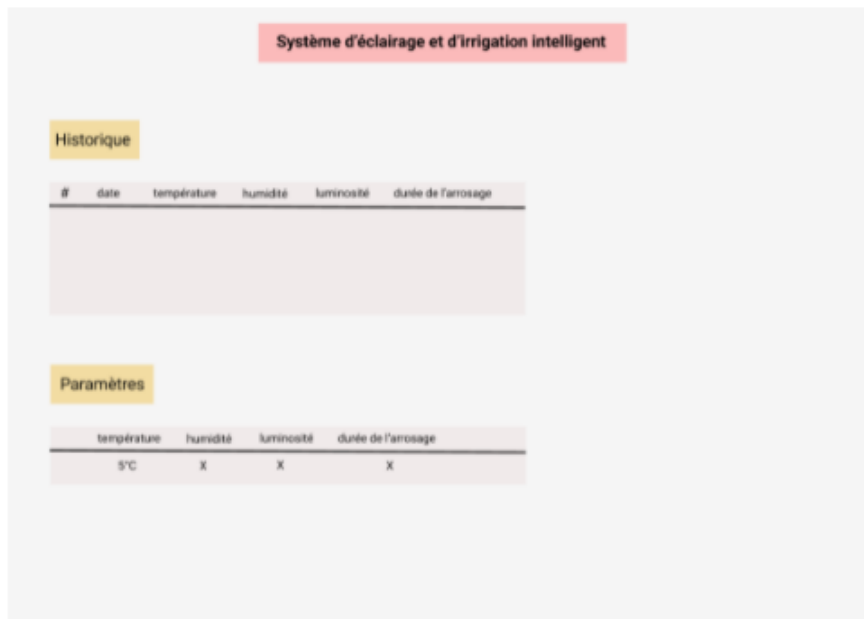 Système d'éclairage et d'irrigation intelligent
Historique
# date température humidité luminosité durée de l'arrosage
Paramètres
température humidité luminosité durée de l'arrosage
5°C X X X